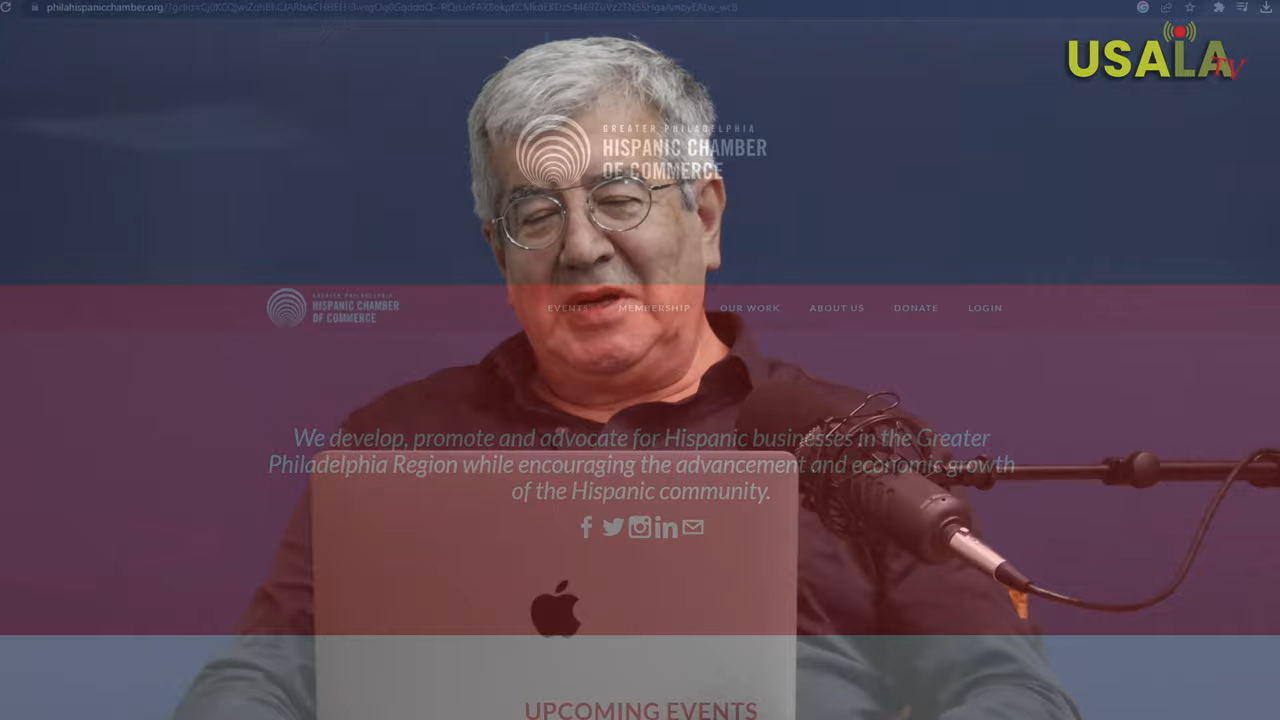 philahispanicchamber.org
USALA TV
GREATER PHILADELPHIA
HISPANIC CHAMBER
OF COMMERCE
GREATER PHILADELPHIA
HISPANIC CHAMBER
OF COMMERCE
EVENTS MEMBERSHIP OUR WORK ABOUT US DONATE LOGIN
We develop, promote and advocate for Hispanic businesses in the Greater
Philadelphia Region while encouraging the advancement and economic growth
of the Hispanic community.
UPCOMING EVENTS